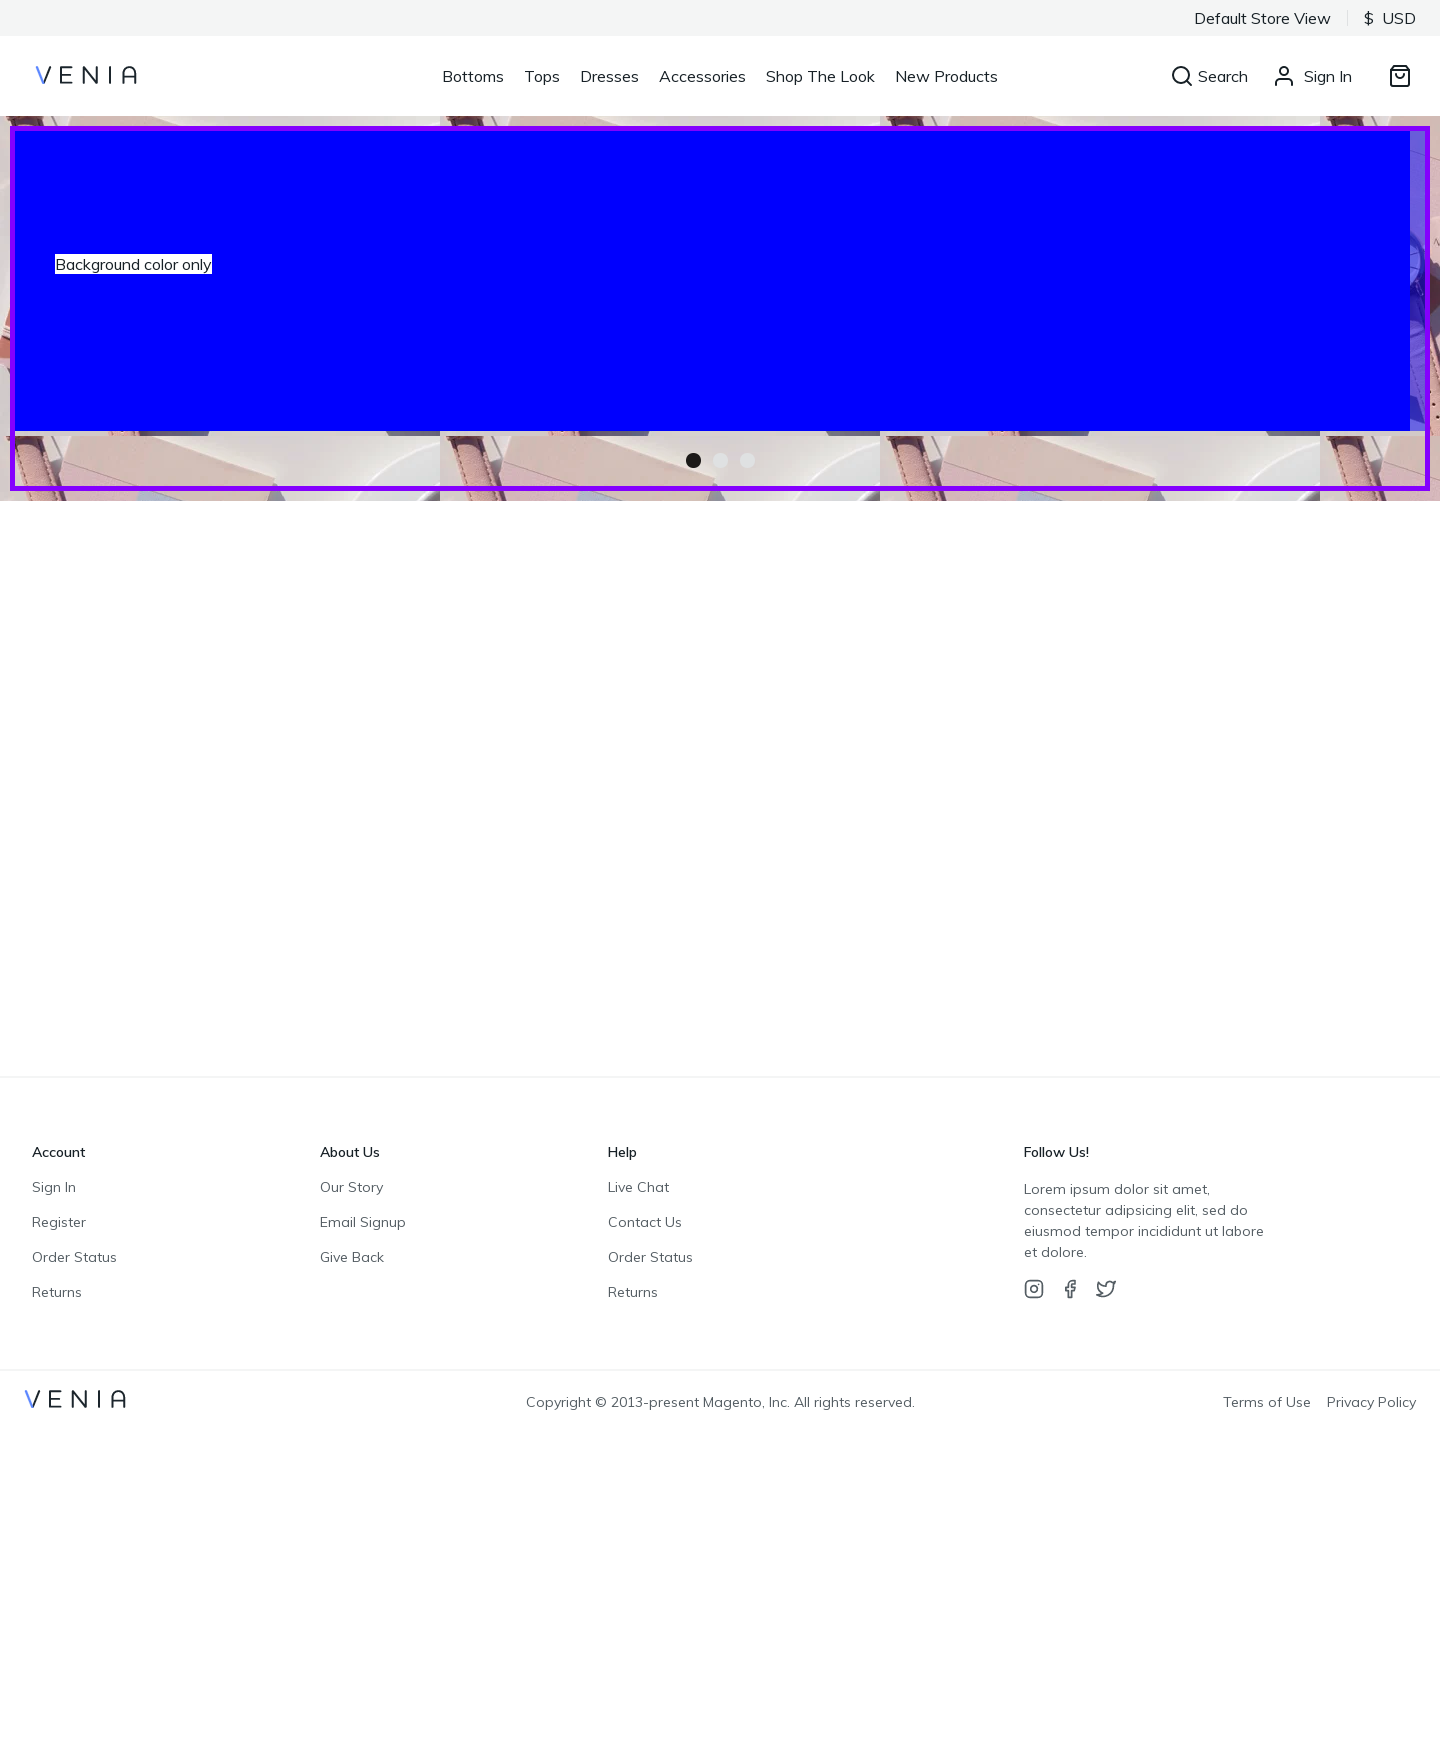 Default Store View
$ USD
VENIA
Bottoms
Tops
Dresses
Accessories
Shop The Look
New Products
Search
Sign In
Background color only
Account
Sign In
Register
Order Status
Returns
About Us
Our Story
Email Signup
Give Back
Help
Live Chat
Contact Us
Order Status
Returns
Follow Us!
Lorem ipsum dolor sit amet,
consectetur adipsicing elit, sed do
eiusmod tempor incididunt ut labore
et dolore.
VENIA
Copyright © 2013-present Magento, Inc. All rights reserved.
Terms of Use
Privacy Policy